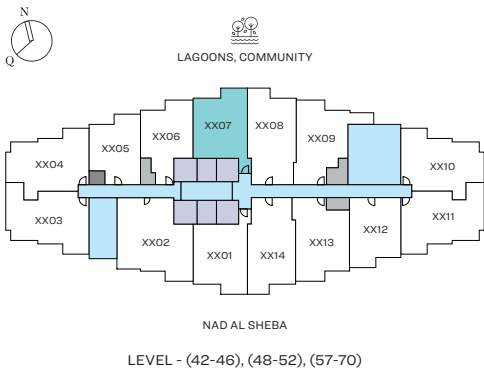 N
Q
LAGOONS, COMMUNITY
XX07
XX08
XX06
XX09
XX05
XX04
XX10
XX03
XX11
XX02
XX12
XX01
XX14
XX13
NAD AL SHEBA
LEVEL - (42-46), (48-52), (57-70)